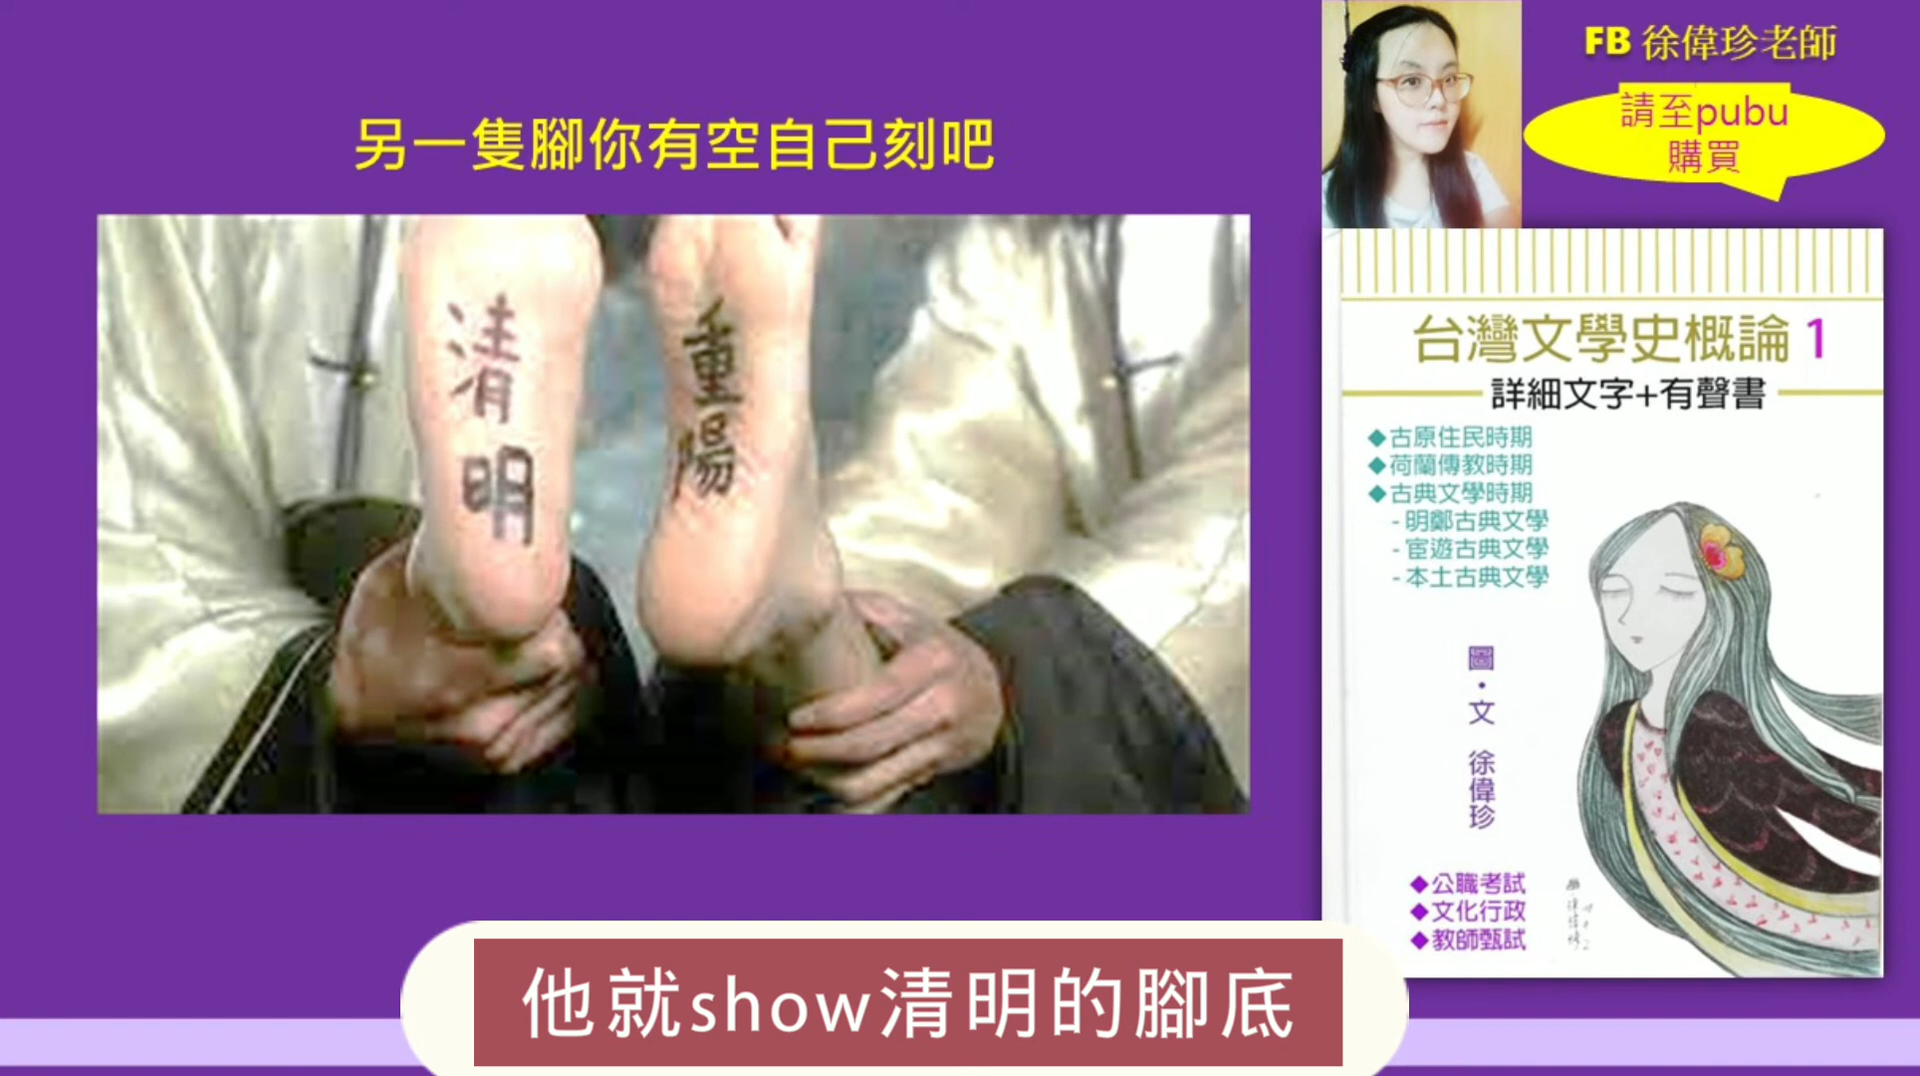 另一隻腳你有空自己刻吧
清明
重陽
他就show清明的腳底
FB 徐偉珍老師
請至pubu
購買
台灣文學史概論 1
詳細文字+有聲書
◆古原住民時期
◆荷蘭傳教時期
◆古典文學時期
-明鄭古典文學
-宦遊古典文學
-本土古典文學
圖·文 徐偉珍
◆公職考試
◆文化行政
◆教師甄試